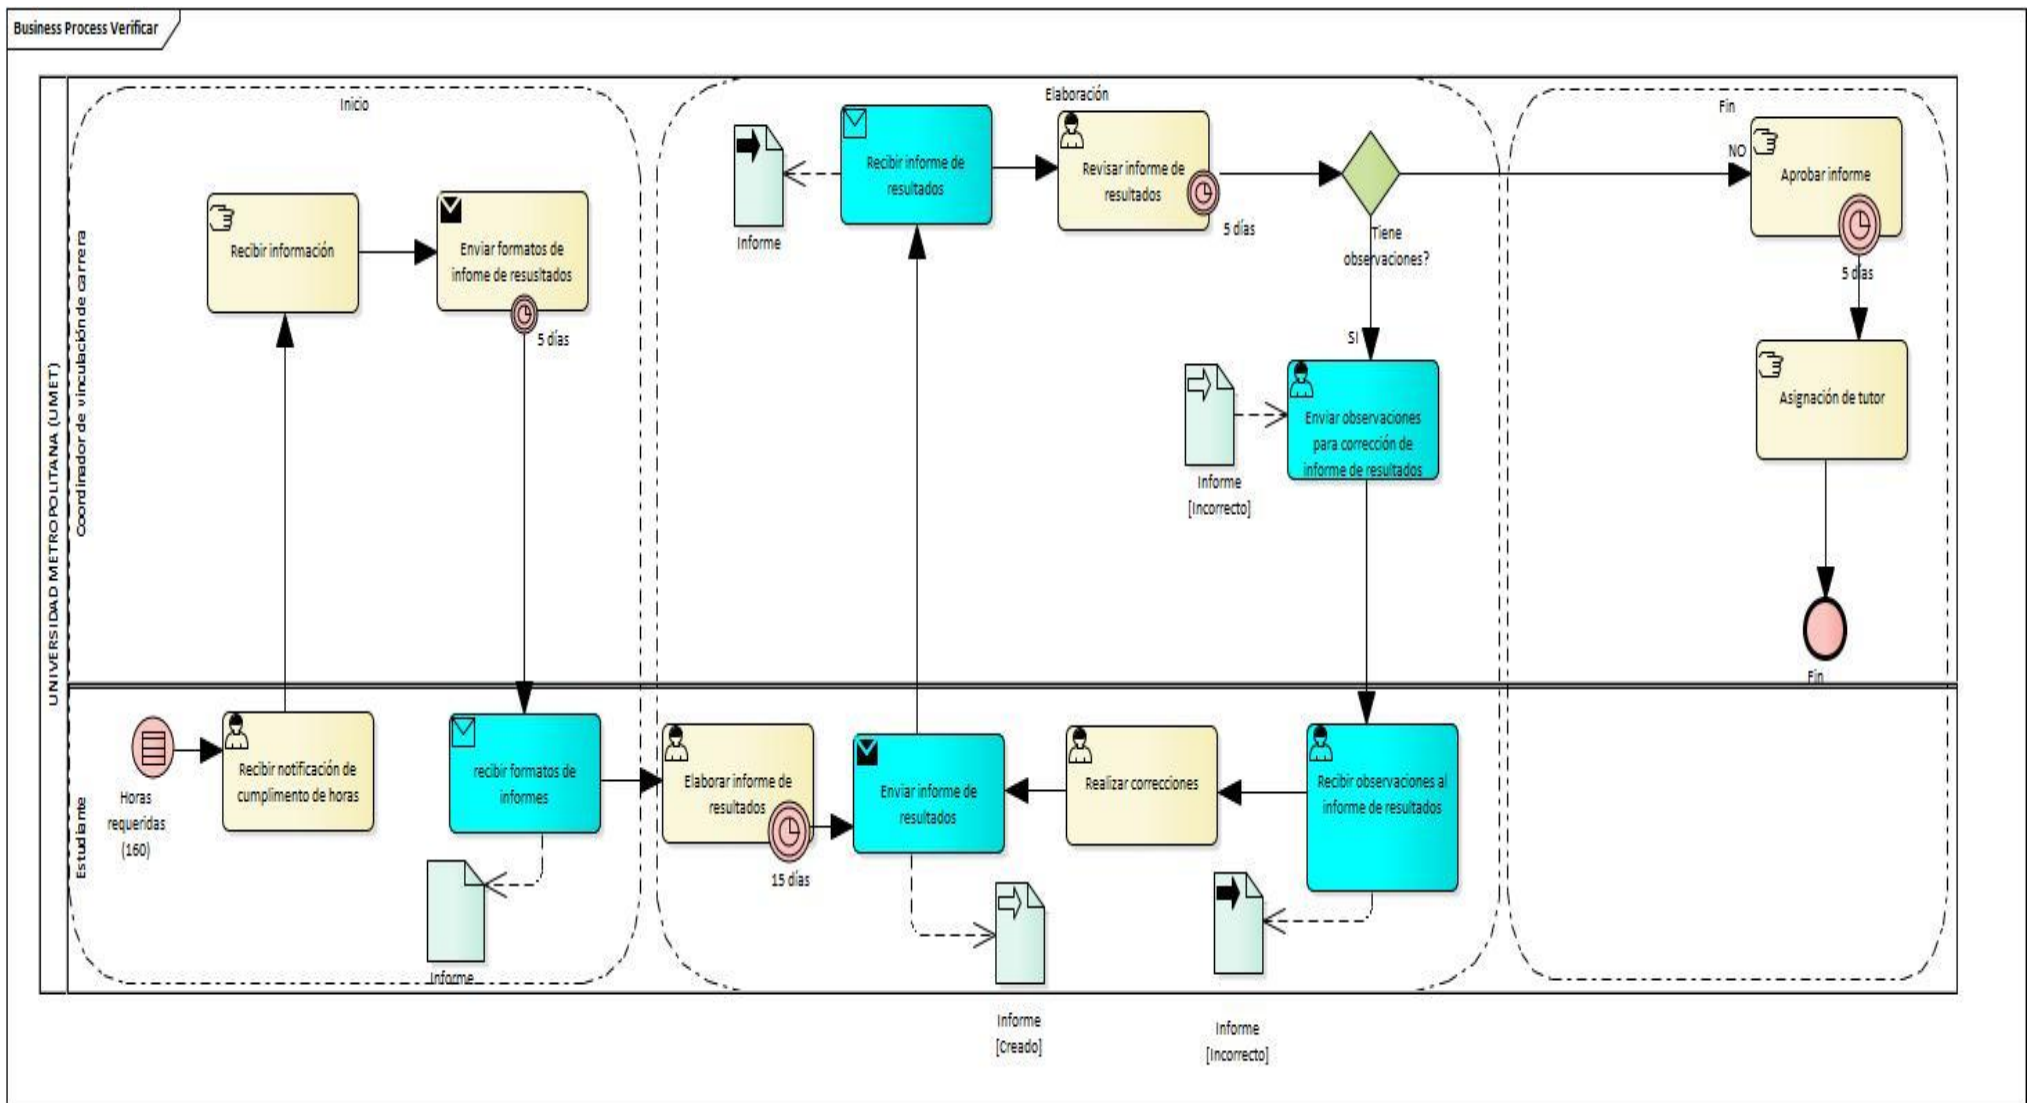 Business Process Verificar
UNIVERSIDAD METROPOLITANA (UMET)
Coordinador de vinculación de carrera
Estudiante
Inicio
Recibir información
Enviar formatos de
infome de resusltados
5 días
Horas
requeridas
(160)
Recibir notificación de
cumplimento de horas
recibir formatos de
informes
Informe
Elaboración
Informe
Recibir informe de
resultados
Revisar informe de
resultados
5 días
Tiene
observaciones?
SI
Informe
[Incorrecto]
Enviar observaciones
para corrección de
informe de resultados
Elaborar informe de
resultados
15 días
Enviar informe de
resultados
Realizar correcciones
Recibir observaciones al
informe de resultados
Informe
[Creado]
Informe
[Incorrecto]
Fin
NO
Aprobar informe
5 días
Asignación de tutor
Fin